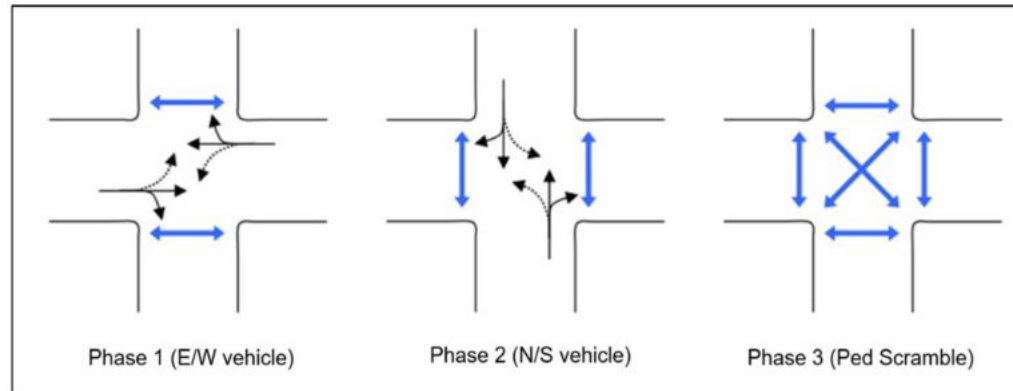 Phase 1 (E/W vehicle)
Phase 2 (N/S vehicle)
Phase 3 (Ped Scramble)